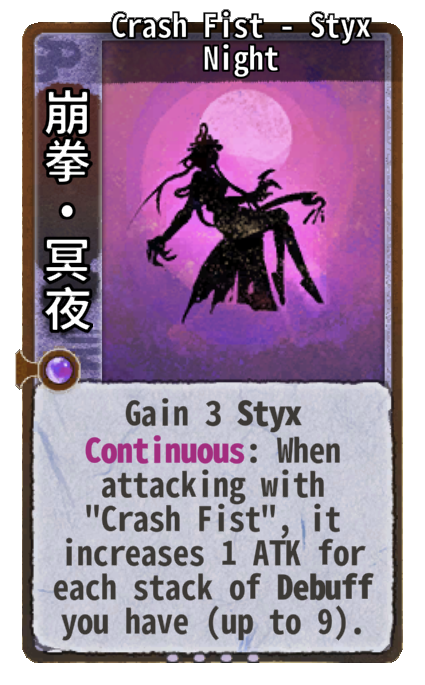 Crash Fist - Styx
Night
崩拳・冥夜
Gain 3 Styx
Continuous: When
attacking with
"Crash Fist", it
increases 1 ATK for
each stack of Debuff
you have (up to 9).